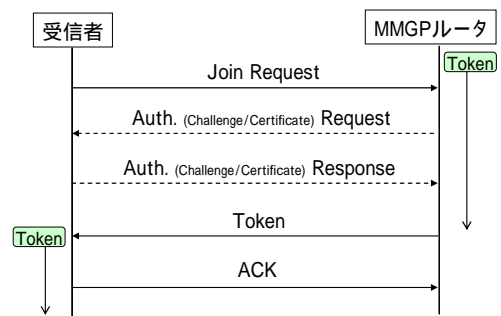 受信者
MMGPルータ
Token
Join Request
Auth. (Challenge/Certificate) Request
Auth. (Challenge/Certificate) Response
Token
Token
ACK